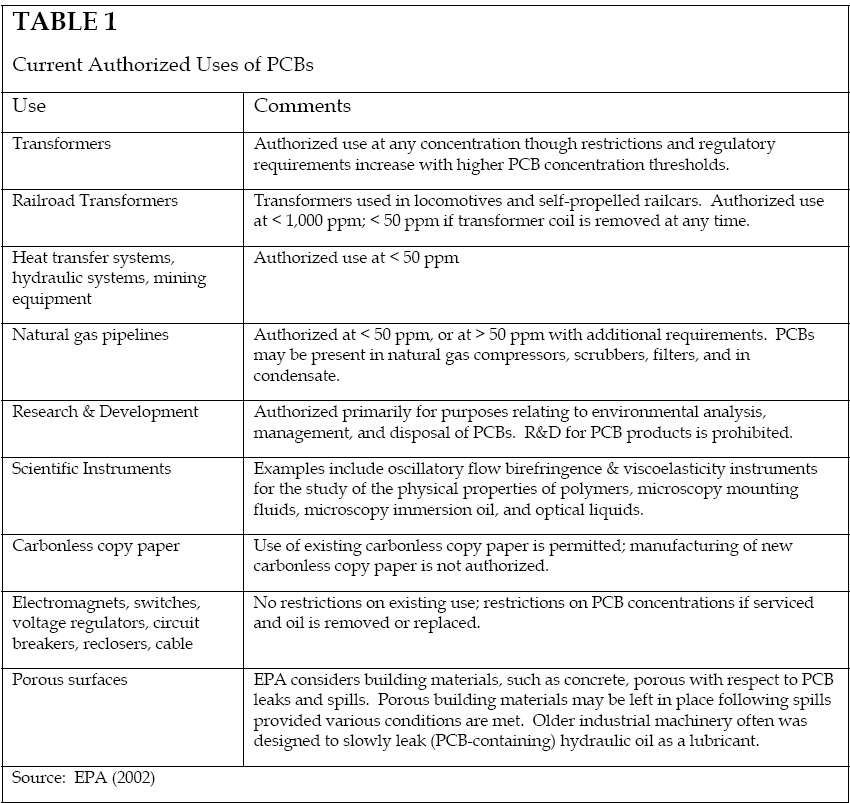 TABLE 1
Current Authorized Uses of PCBs
Use
Comments
Transformers
Authorized use at any concentration though restrictions and regulatory
requirements increase with higher PCB concentration thresholds.
Railroad Transformers
Transformers used in locomotives and self-propelled railcars.  Authorized use
at < 1,000 ppm; < 50 ppm if transformer coil is removed at any time.
Heat transfer systems,
hydraulic systems, mining
equipment
Authorized use at < 50 ppm
Natural gas pipelines
Authorized at < 50 ppm, or at > 50 ppm with additional requirements.  PCBs
may be present in natural gas compressors, scrubbers, filters, and in
condensate.
Research & Development
Authorized primarily for purposes relating to environmental analysis,
management, and disposal of PCBs.  R&D for PCB products is prohibited.
Scientific Instruments
Examples include oscillatory flow birefringence & viscoelasticity instruments
for the study of the physical properties of polymers, microscopy mounting
fluids, microscopy immersion oil, and optical liquids.
Carbonless copy paper
Use of existing carbonless copy paper is permitted; manufacturing of new
carbonless copy paper is not authorized.
Electromagnets, switches,
voltage regulators, circuit
breakers, reclosers, cable
No restrictions on existing use; restrictions on PCB concentrations if serviced
and oil is removed or replaced.
Porous surfaces
EPA considers building materials, such as concrete, porous with respect to PCB
leaks and spills.  Porous building materials may be left in place following spills
provided various conditions are met.  Older industrial machinery often was
designed to slowly leak (PCB-containing) hydraulic oil as a lubricant.
Source:  EPA (2002)